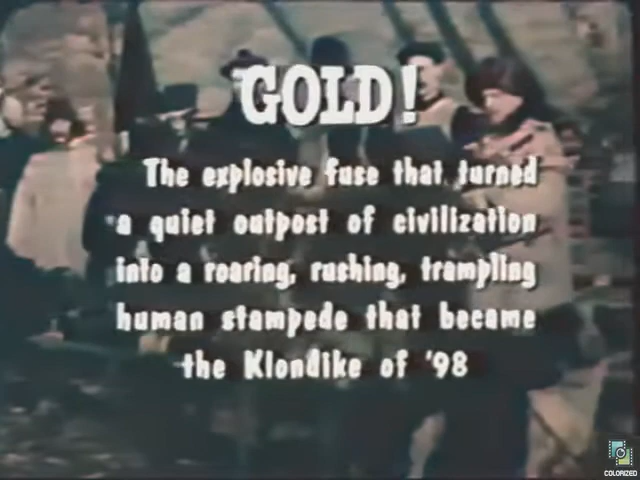 GOLD!
The explosive fuse that turned
a quiet outpost of civilization
into a roaring, rushing, trampling
human stampede that became
the Klondike of '98
COLORIZED